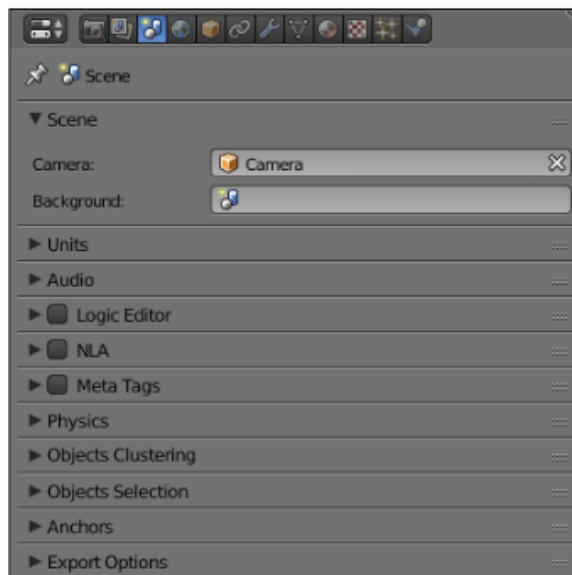 Scene
Scene
Camera: Camera
Background:
Units
Audio
Logic Editor
NLA
Meta Tags
Physics
Objects Clustering
Objects Selection
Anchors
Export Options